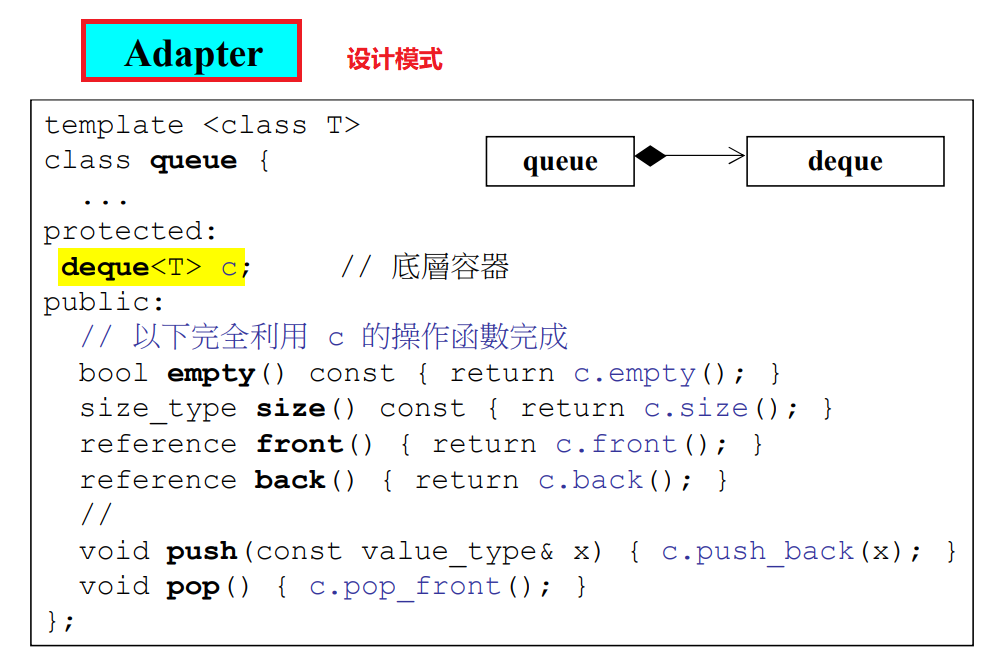 Adapter 设计模式
template <class T>
class queue {
...
protected:
deque<T> c; // 底層容器
public:
// 以下完全利用 c 的操作函數完成
bool empty() const { return c.empty(); }
size_type size() const { return c.size(); }
reference front() { return c.front(); }
reference back() { return c.back(); }
//
void push(const value_type& x) { c.push_back(x); }
void pop() { c.pop_front(); }
};
queue
deque